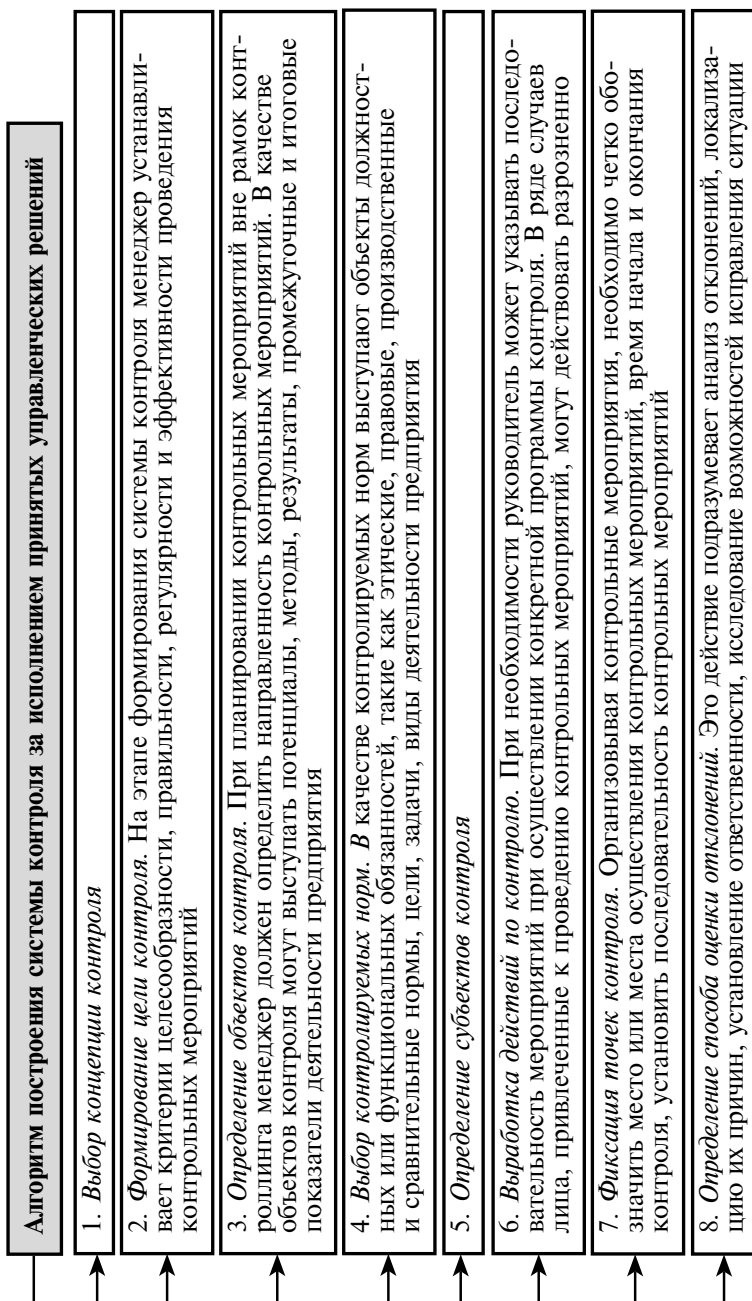 Алгоритм построения системы контроля за исполнением принятых управленческих решений
1. Выбор концепции контроля
2. Формирование цели контроля. На этапе формирования системы контроля менеджер устанавли-
вает критерии целесообразности, правильности, регулярности и эффективности проведения
контрольных мероприятий
3. Определение объектов контроля. При планировании контрольных мероприятий вне рамок конт-
роллинга менеджер должен определить направленность контрольных мероприятий. В качестве
объектов контроля могут выступать потенциалы, методы, результаты, промежуточные и итоговые
показатели деятельности предприятия
4. Выбор контролируемых норм. В качестве контролируемых норм выступают объекты должност-
ных или функциональных обязанностей, такие как этические, правовые, производственные
и сравнительные нормы, цели, задачи, виды деятельности предприятия
5. Определение субъектов контроля
6. Выработка действий по контролю. При необходимости руководитель может указывать последо-
вательность мероприятий при осуществлении конкретной программы контроля. В ряде случаев
лица, привлеченные к проведению контрольных мероприятий, могут действовать разрозненно
7. Фиксация точек контроля. Организовывая контрольные мероприятия, необходимо четко обо-
значить место или места осуществления контрольных мероприятий, время начала и окончания
контроля, установить последовательность контрольных мероприятий
8. Определение способа оценки отклонений. Это действие подразумевает анализ отклонений, локализа-
цию их причин, установление ответственности, исследование возможностей исправления ситуации